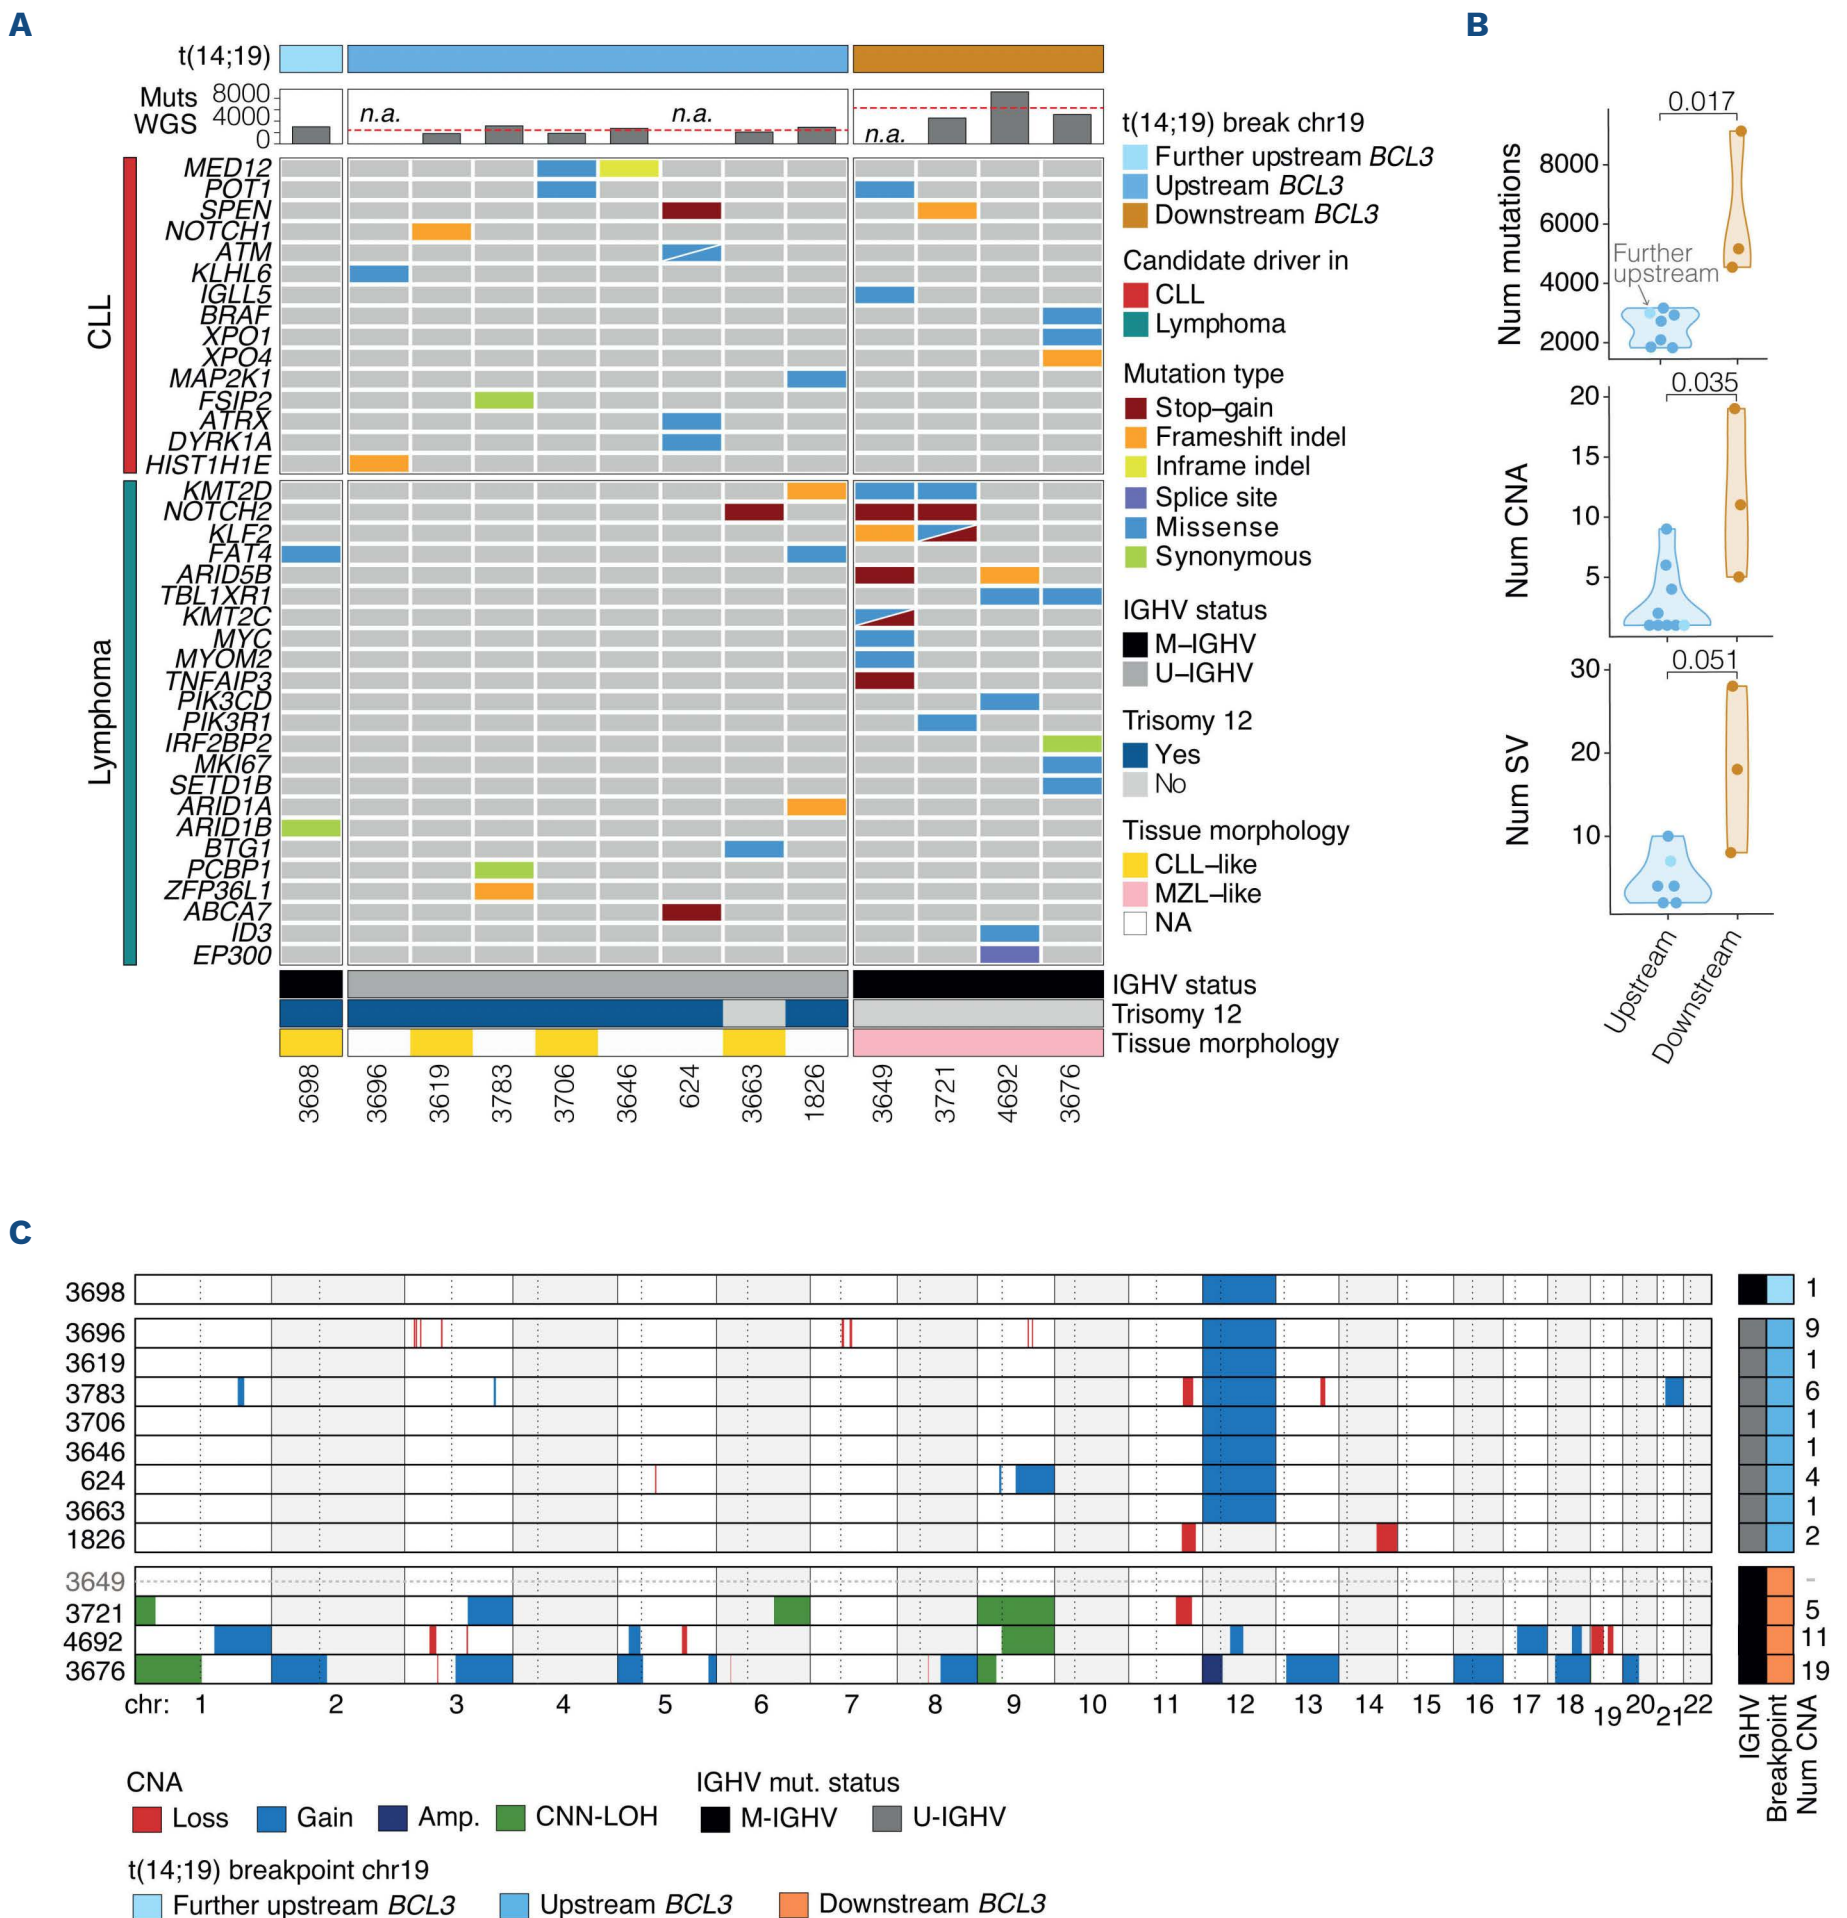 A
t(14;19)
Muts
WGS
8000
4000
0
n.a.
n.a.
n.a.
CLL
MED12
POT1
SPEN
NOTCH1
ATM
KLHL6
IGLL5
BRAF
XPO1
XPO4
MAP2K1
FSIP2
ATRX
DYRK1A
HIST1H1E
Lymphoma
KMT2D
NOTCH2
KLF2
FAT4
ARID5B
TBL1XR1
KMT2C
MYC
MYOM2
TNFAIP3
PIK3CD
PIK3R1
IRF2BP2
MKI67
SETD1B
ARID1A
ARID1B
BTG1
PCBP1
ZFP36L1
ABCA7
ID3
EP300
IGHV status
Trisomy 12
Tissue morphology
3698
3696
3619
3783
3706
3646
624
3663
1826
3649
3721
4692
3676
t(14;19) break chr19
Further upstream BCL3
Upstream BCL3
Downstream BCL3
Candidate driver in
CLL
Lymphoma
Mutation type
Stop–gain
Frameshift indel
Inframe indel
Splice site
Missense
Synonymous
IGHV status
M–IGHV
U–IGHV
Trisomy 12
Yes
No
Tissue morphology
CLL–like
MZL–like
NA
B
0.017
Num mutations
8000
6000
4000
2000
Further
upstream
0.035
Num CNA
20
15
10
5
0.051
Num SV
30
20
10
Upstream
Downstream
C
3698
1
3696
9
3619
1
3783
6
3706
1
3646
1
624
4
3663
1
1826
2
3649
-
3721
5
4692
11
3676
19
chr: 1 2 3 4 5 6 7 8 9 10 11 12 13 14 15 16 17 18 19 20 21 22
IGHV
Breakpoint
Num CNA
CNA
Loss
Gain
Amp.
CNN-LOH
IGHV mut. status
M-IGHV
U-IGHV
t(14;19) breakpoint chr19
Further upstream BCL3
Upstream BCL3
Downstream BCL3